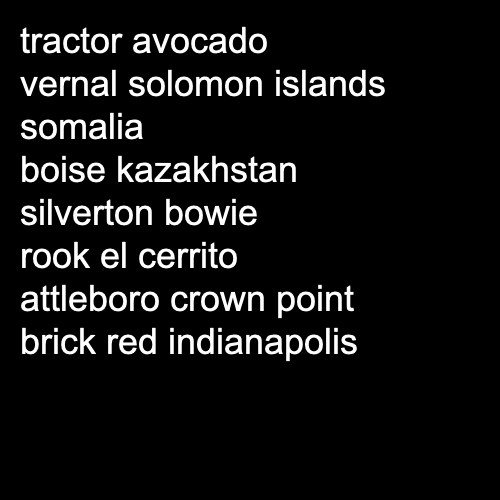 tractor avocado
vernal solomon islands
somalia
boise kazakhstan
silverton bowie
rook el cerrito
attleboro crown point
brick red indianapolis